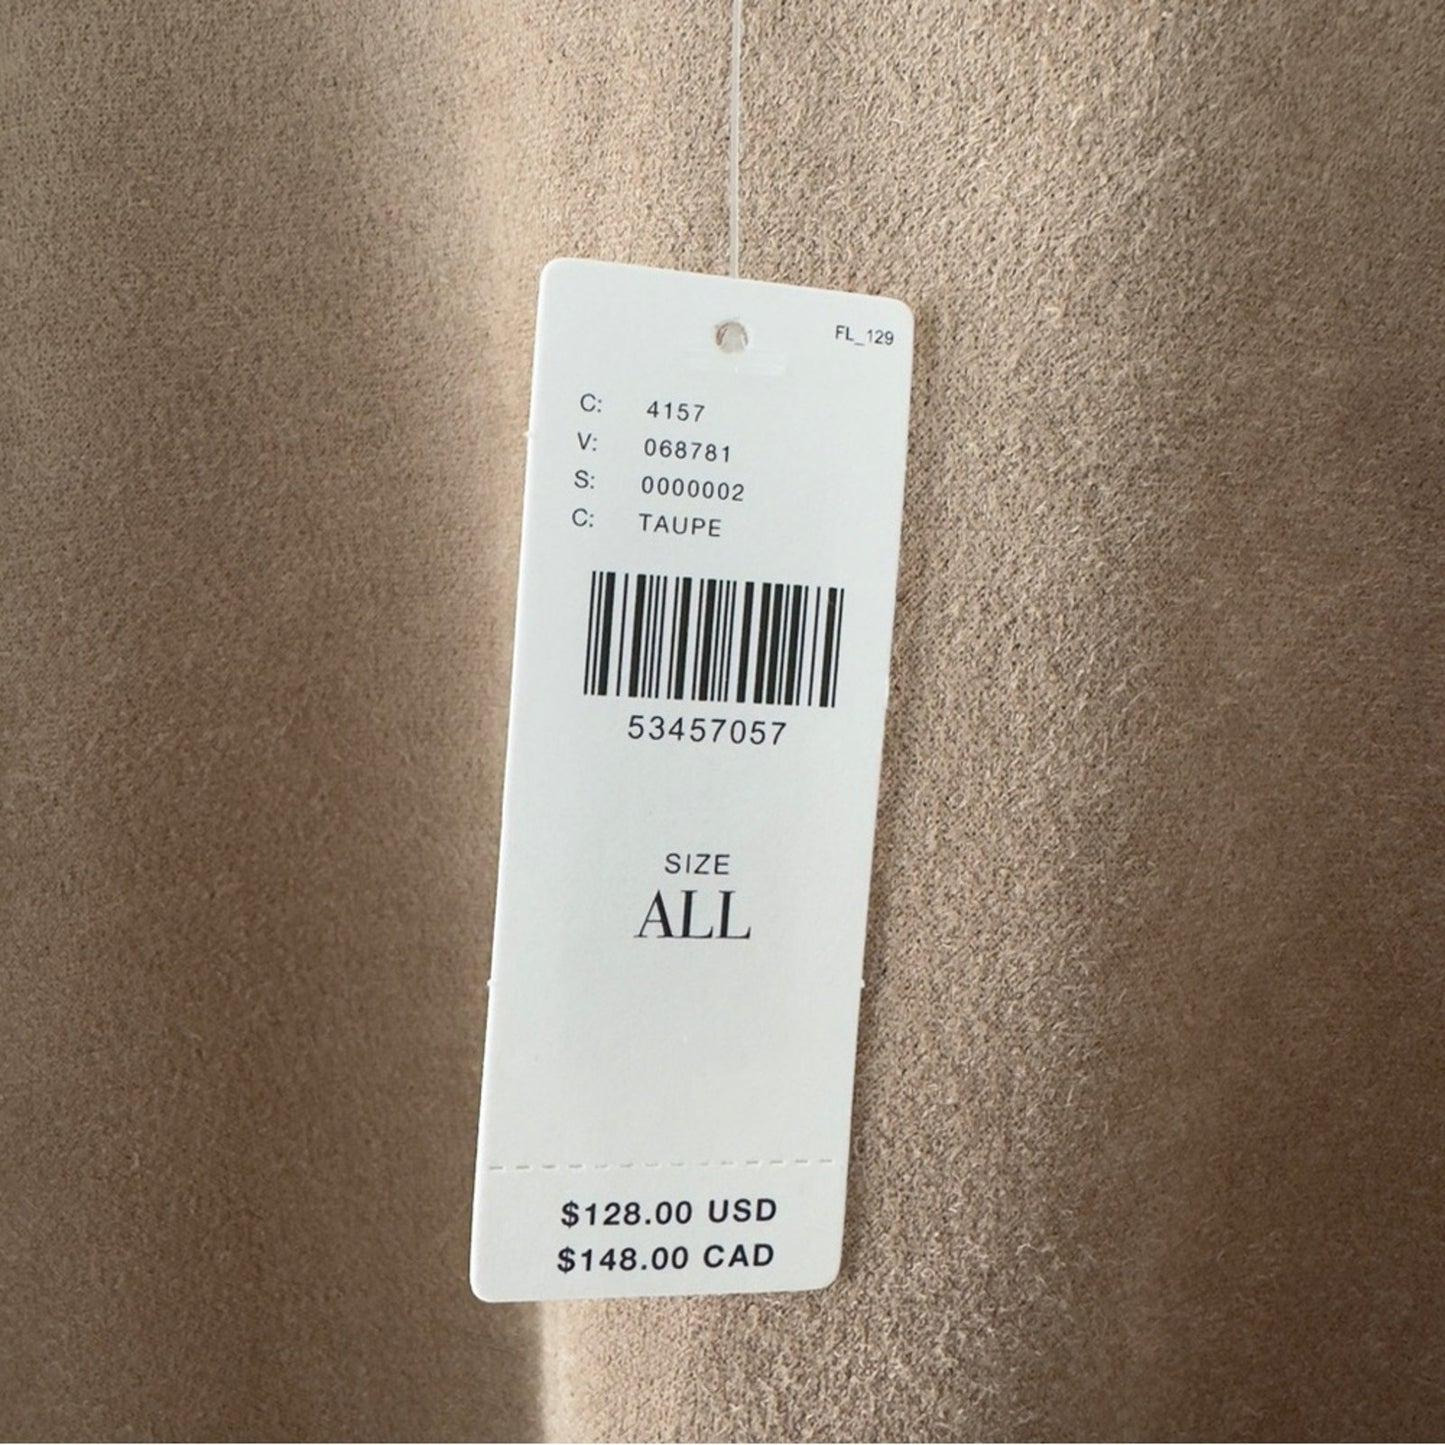 FL_129
C: 4157
V: 068781
S: 0000002
C: TAUPE
53457057
SIZE
ALL
$128.00 USD
$148.00 CAD